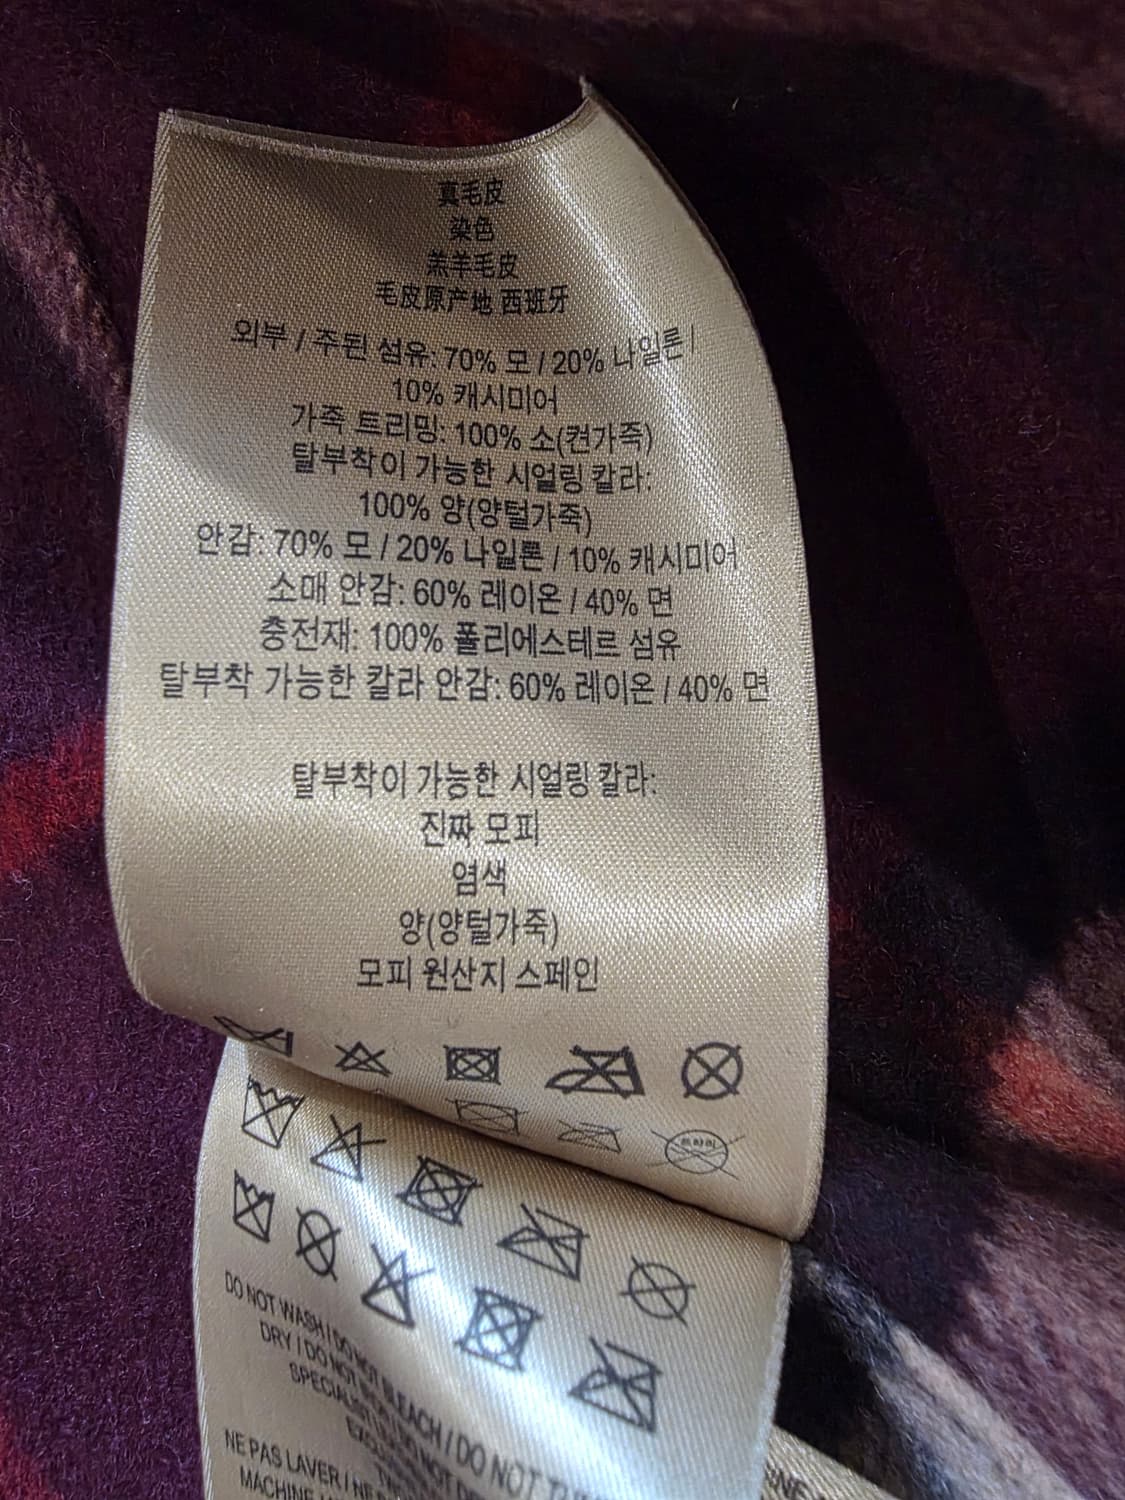 真毛皮
染色
羔羊毛皮
毛皮原产地 西班牙
외부 / 주된 섬유: 70% 모 / 20% 나일론 /
10% 캐시미어
가죽 트리밍: 100% 소(컨가죽)
탈부착이 가능한 시얼링 칼라:
100% 양(양털가죽)
안감: 70% 모 / 20% 나일론 / 10% 캐시미어
소매 안감: 60% 레이온 / 40% 면
충전재: 100% 폴리에스테르 섬유
탈부착 가능한 칼라 안감: 60% 레이온 / 40% 면
탈부착이 가능한 시얼링 칼라:
진짜 모피
염색
양(양털가죽)
모피 원산지 스페인
DO NOT WASH / DO NOT BLEACH / DO NOT
DRY / DO NOT
SPECIALIST
NE PAS LAVER / NE
MACHINE